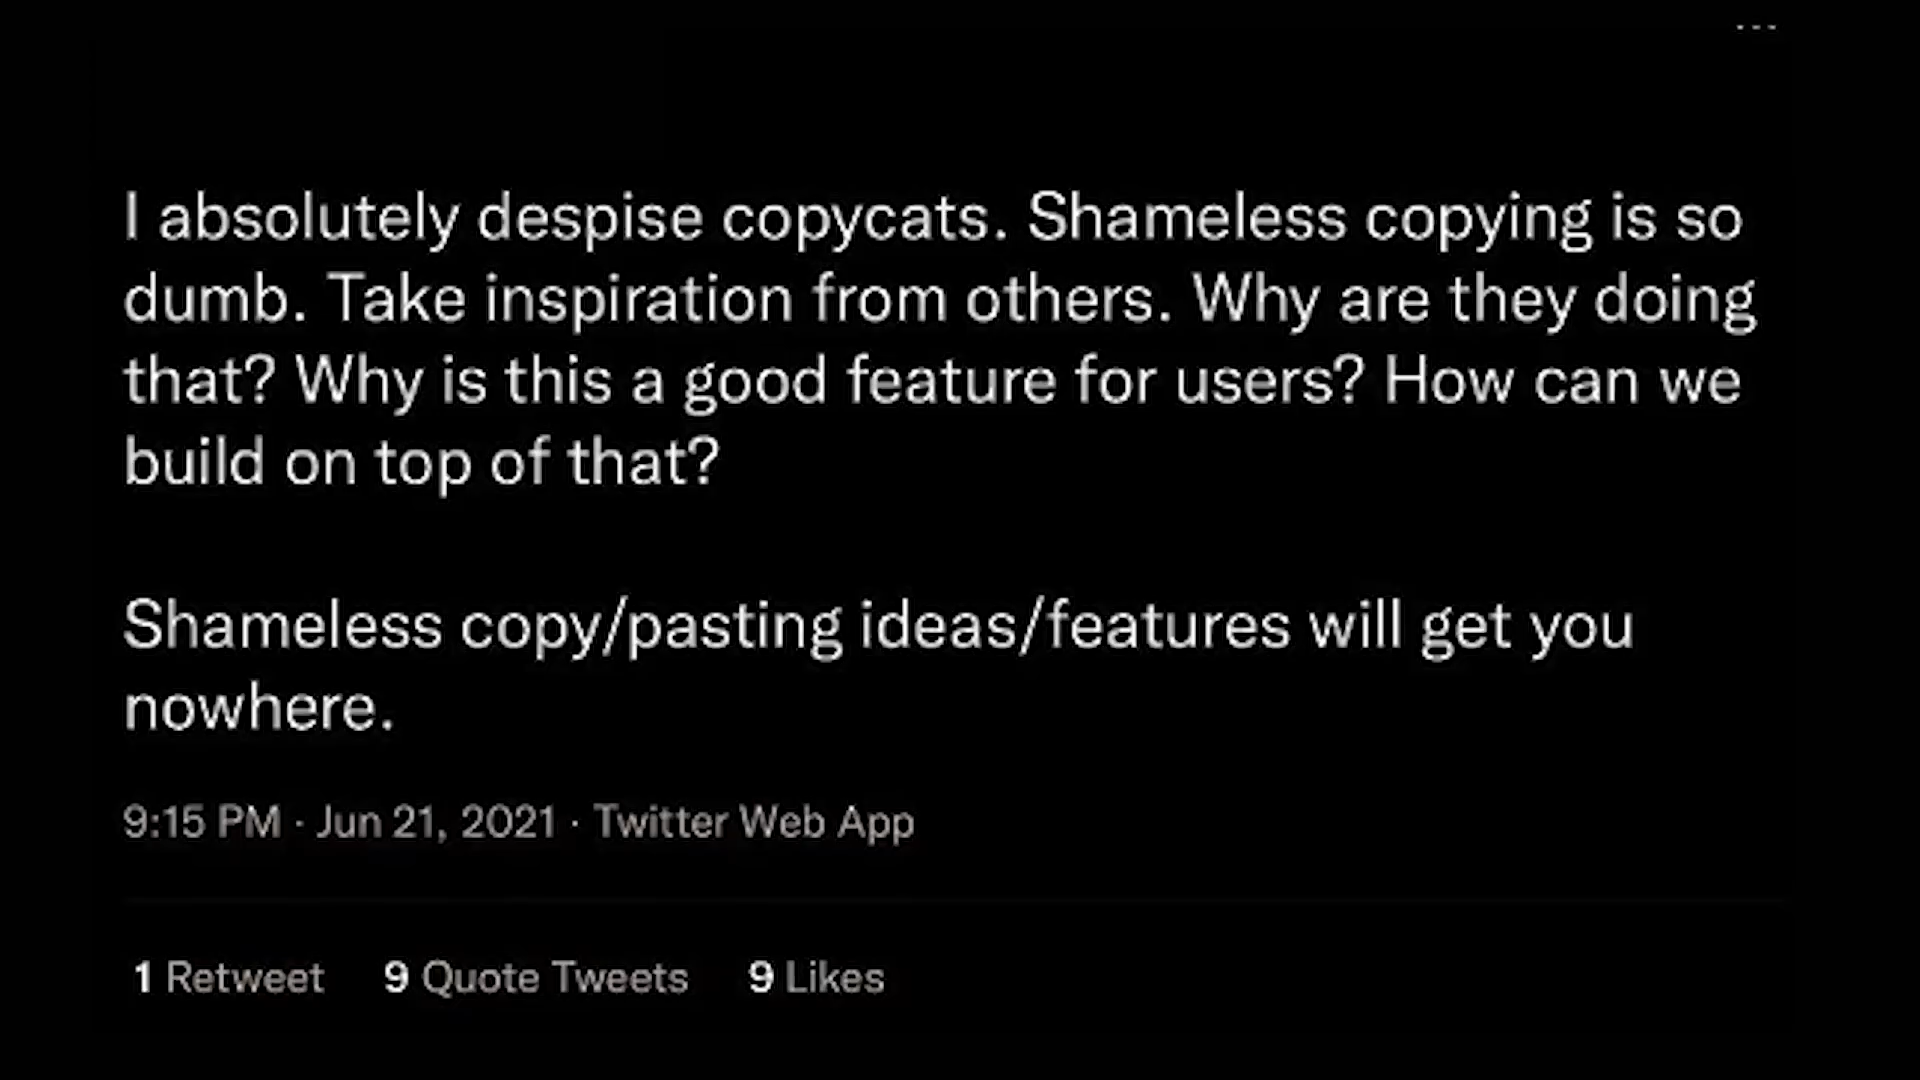 I absolutely despise copycats. Shameless copying is so
dumb. Take inspiration from others. Why are they doing
that? Why is this a good feature for users? How can we
build on top of that?
Shameless copy/pasting ideas/features will get you
nowhere.
9:15 PM · Jun 21, 2021 · Twitter Web App
1 Retweet 9 Quote Tweets 9 Likes